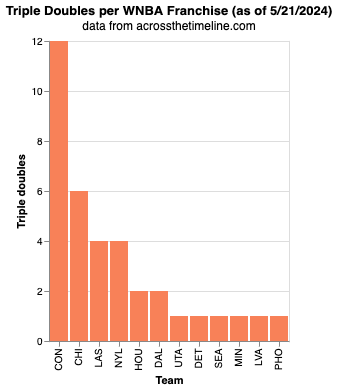 Triple Doubles per WNBA Franchise (as of 5/21/2024)
data from acrossthetimeline.com
12
10
8
6
4
2
0
Triple doubles
CON
CHI
LAS
NYL
HOU
DAL
UTA
DET
SEA
MIN
LVA
PHO
Team